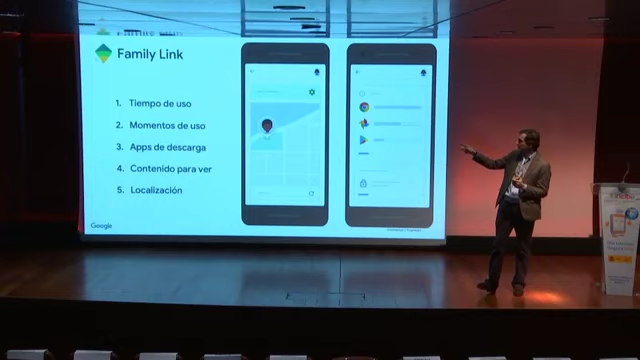 Family Link
1. Tiempo de uso
2. Momentos de uso
3. Apps de descarga
4. Contenido para ver
5. Localización
Google